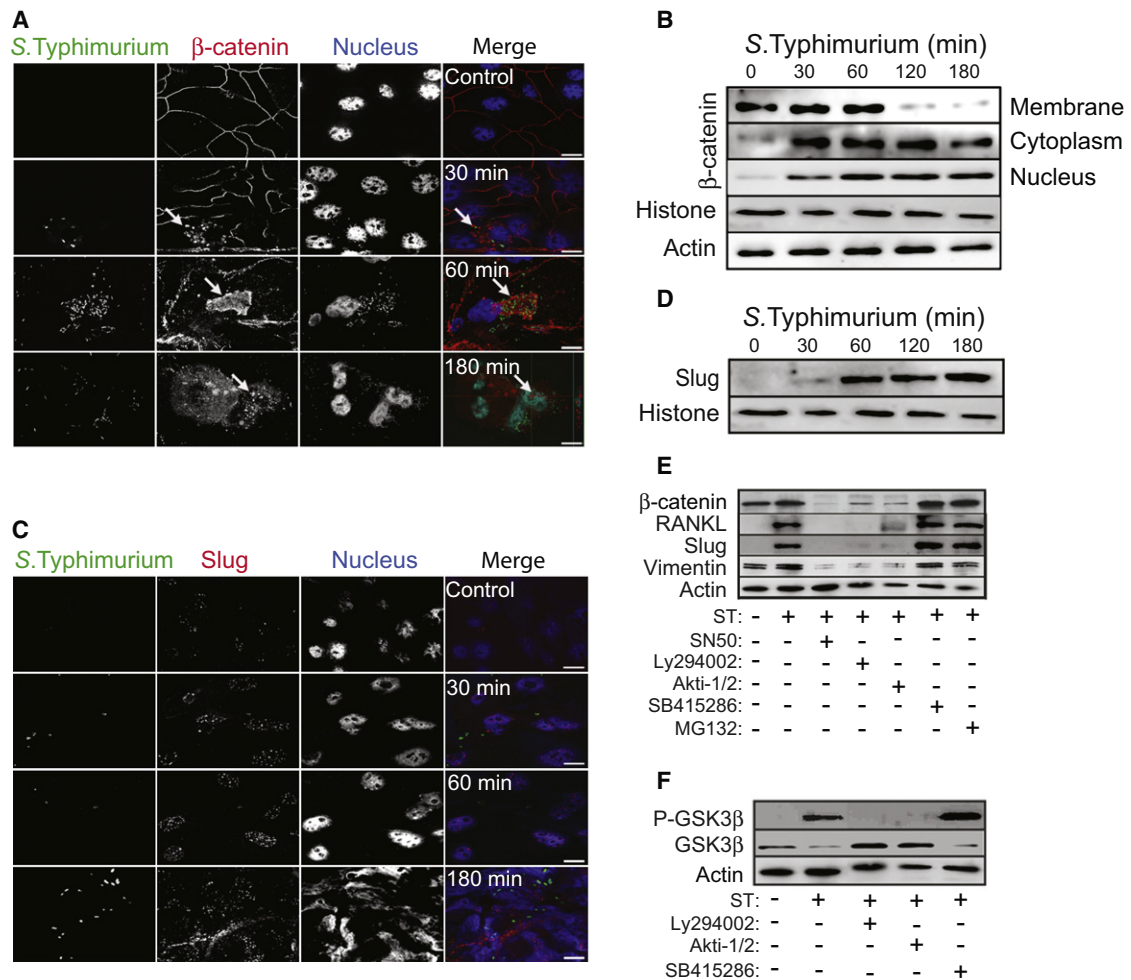 A
S.Typhimurium β-catenin Nucleus Merge
Control
30 min
60 min
180 min
B
S.Typhimurium (min)
0 30 60 120 180
β-catenin
Membrane
Cytoplasm
Nucleus
Histone
Actin
C
S.Typhimurium Slug Nucleus Merge
Control
30 min
60 min
180 min
D
S.Typhimurium (min)
0 30 60 120 180
Slug
Histone
E
β-catenin
RANKL
Slug
Vimentin
Actin
ST: - + + + + + +
SN50: - - + - - - -
Ly294002: - - - + - - -
Akti-1/2: - - - - + - -
SB415286: - - - - - + -
MG132: - - - - - - +
F
P-GSK3β
GSK3β
Actin
ST: - + + + +
Ly294002: - - + - -
Akti-1/2: - - - + -
SB415286: - - - - +